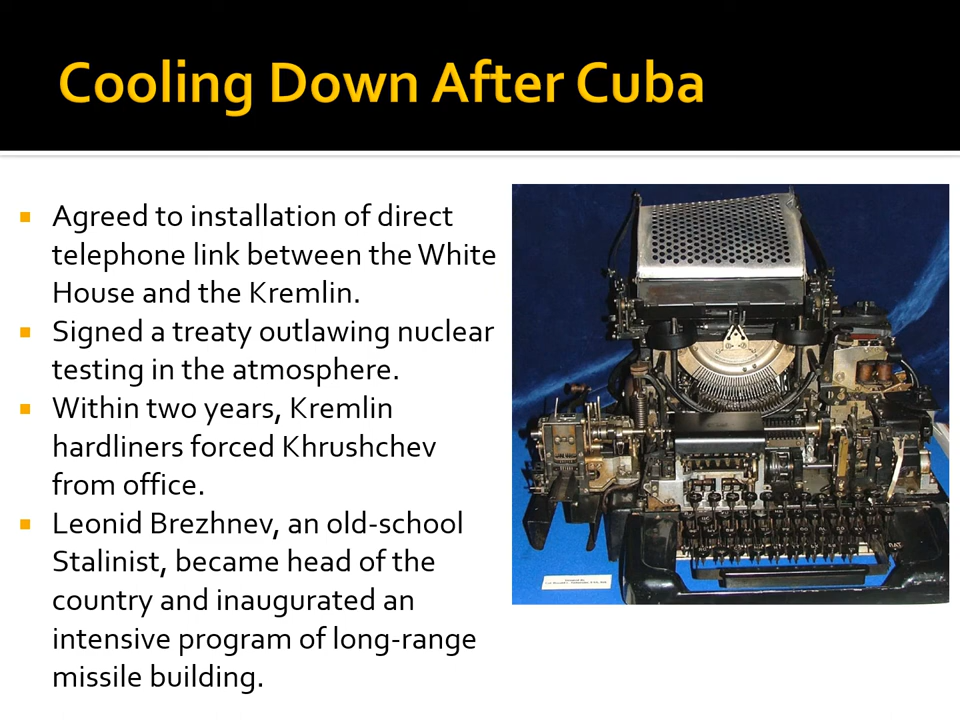 Cooling Down After Cuba
■ Agreed to installation of direct
telephone link between the White
House and the Kremlin.
■ Signed a treaty outlawing nuclear
testing in the atmosphere.
■ Within two years, Kremlin
hardliners forced Khrushchev
from office.
■ Leonid Brezhnev, an old-school
Stalinist, became head of the
country and inaugurated an
intensive program of long-range
missile building.